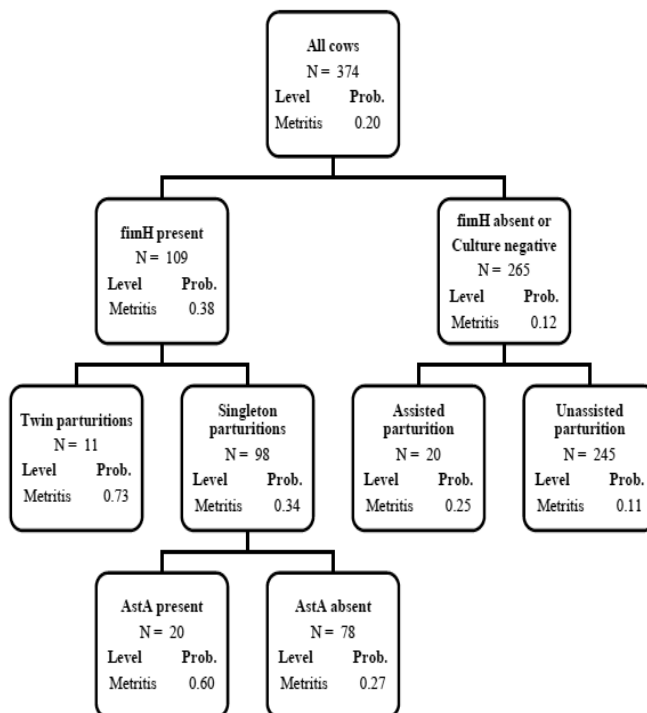 All cows
N = 374
Level Prob.
Metritis 0.20
fimH present
N = 109
Level Prob.
Metritis 0.38
fimH absent or
Culture negative
N = 265
Level Prob.
Metritis 0.12
Twin parturitions
N = 11
Level Prob.
Metritis 0.73
Singleton
parturitions
N = 98
Level Prob.
Metritis 0.34
Assisted
parturition
N = 20
Level Prob.
Metritis 0.25
Unassisted
parturition
N = 245
Level Prob.
Metritis 0.11
AstA present
N = 20
Level Prob.
Metritis 0.60
AstA absent
N = 78
Level Prob.
Metritis 0.27